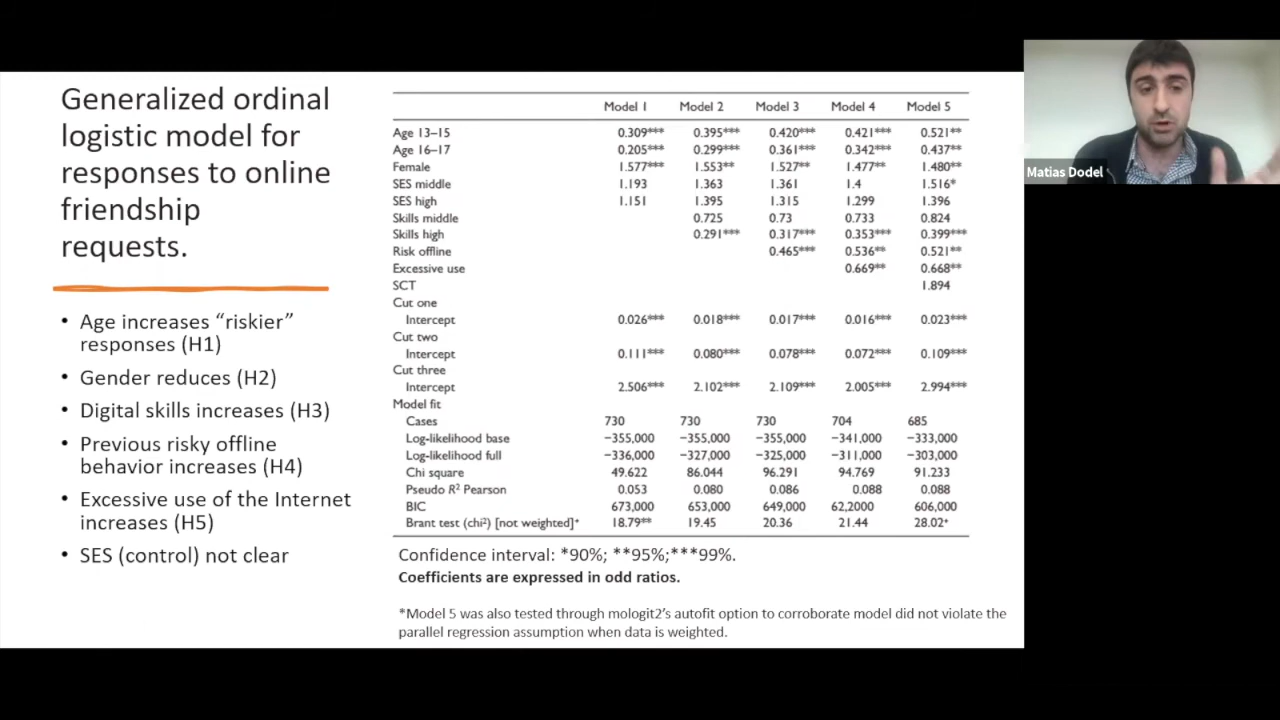 Generalized ordinal
logistic model for
responses to online
friendship
requests.
• Age increases “riskier”
responses (H1)
• Gender reduces (H2)
• Digital skills increases (H3)
• Previous risky offline
behavior increases (H4)
• Excessive use of the Internet
increases (H5)
• SES (control) not clear
Model 1 Model 2 Model 3 Model 4 Model 5
Age 13–15 0.309*** 0.395*** 0.420*** 0.421*** 0.521**
Age 16–17 0.205*** 0.299*** 0.361*** 0.342*** 0.437**
Female 1.577*** 1.553** 1.527** 1.477** 1.480**
SES middle 1.193 1.363 1.361 1.4 1.516*
SES high 1.151 1.395 1.315 1.299 1.396
Skills middle 0.725 0.73 0.733 0.824
Skills high 0.291*** 0.317*** 0.353*** 0.399***
Risk offline 0.465*** 0.536** 0.521**
Excessive use 0.669** 0.668**
SCT 1.894
Cut one
Intercept 0.026*** 0.018*** 0.017*** 0.016*** 0.023***
Cut two
Intercept 0.111*** 0.080*** 0.078*** 0.072*** 0.109***
Cut three
Intercept 2.506*** 2.102*** 2.109*** 2.005*** 2.994***
Model fit
Cases 730 730 730 704 685
Log-likelihood base −355,000 −355,000 −355,000 −341,000 −333,000
Log-likelihood full −336,000 −327,000 −325,000 −311,000 −303,000
Chi square 49.622 86.044 96.291 94.769 91.233
Pseudo R² Pearson 0.053 0.080 0.086 0.088 0.088
BIC 673,000 653,000 649,000 62,2000 606,000
Brant test (chi²) [not weighted]* 18.79** 19.45 20.36 21.44 28.02*
Confidence interval: *90%; **95%;***99%.
Coefficients are expressed in odd ratios.
*Model 5 was also tested through mologit2’s autofit option to corroborate model did not violate the
parallel regression assumption when data is weighted.
Matias Dodel